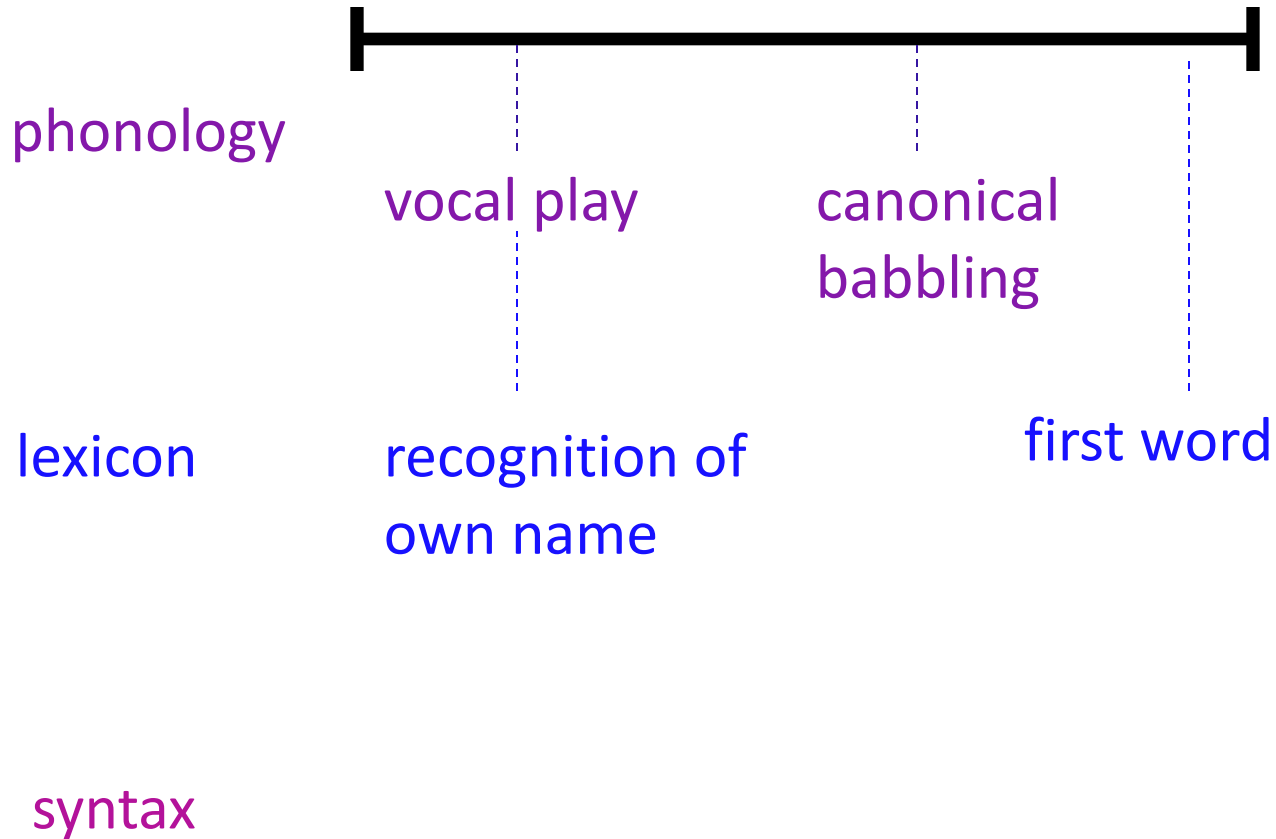 phonology
vocal play
canonical
babbling
lexicon
recognition of
own name
first word
syntax